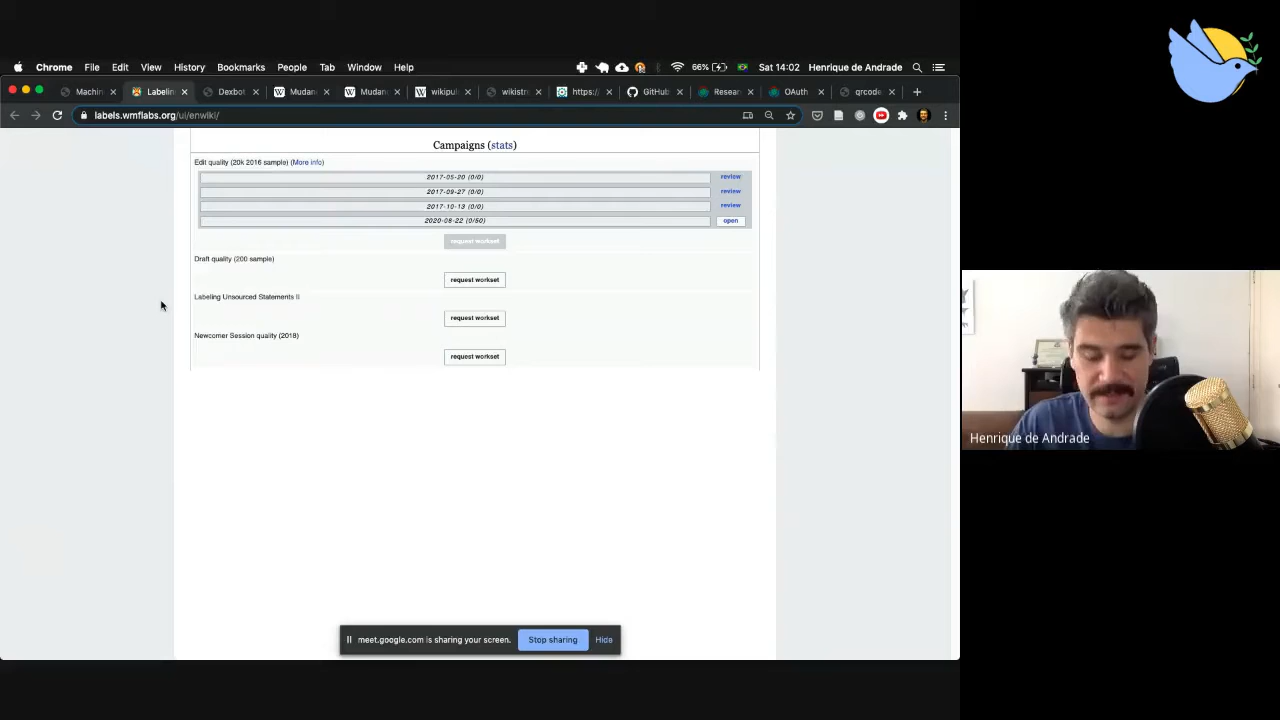 Chrome File Edit View History Bookmarks People Tab Window Help 66% Sat 14:02 Henrique de Andrade
Machin Labelin Dexbot Mudanc Mudanc wikipul wikistre https:// GitHub Resear OAuth qrcode
labels.wmflabs.org/ui/enwiki/
Campaigns (stats)
Edit quality (20k 2016 sample) (More info)
2017-05-20 (0/0) review
2017-09-27 (0/0) review
2017-10-13 (0/0) review
2020-08-22 (0/50) open
request workset
Draft quality (200 sample)
request workset
Labeling Unsourced Statements II
request workset
Newcomer Session quality (2018)
request workset
Henrique de Andrade
meet.google.com is sharing your screen. Stop sharing Hide